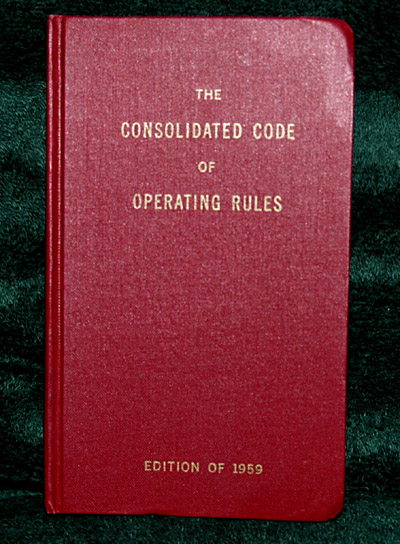 THE
CONSOLIDATED CODE
OF
OPERATING RULES
EDITION OF 1959